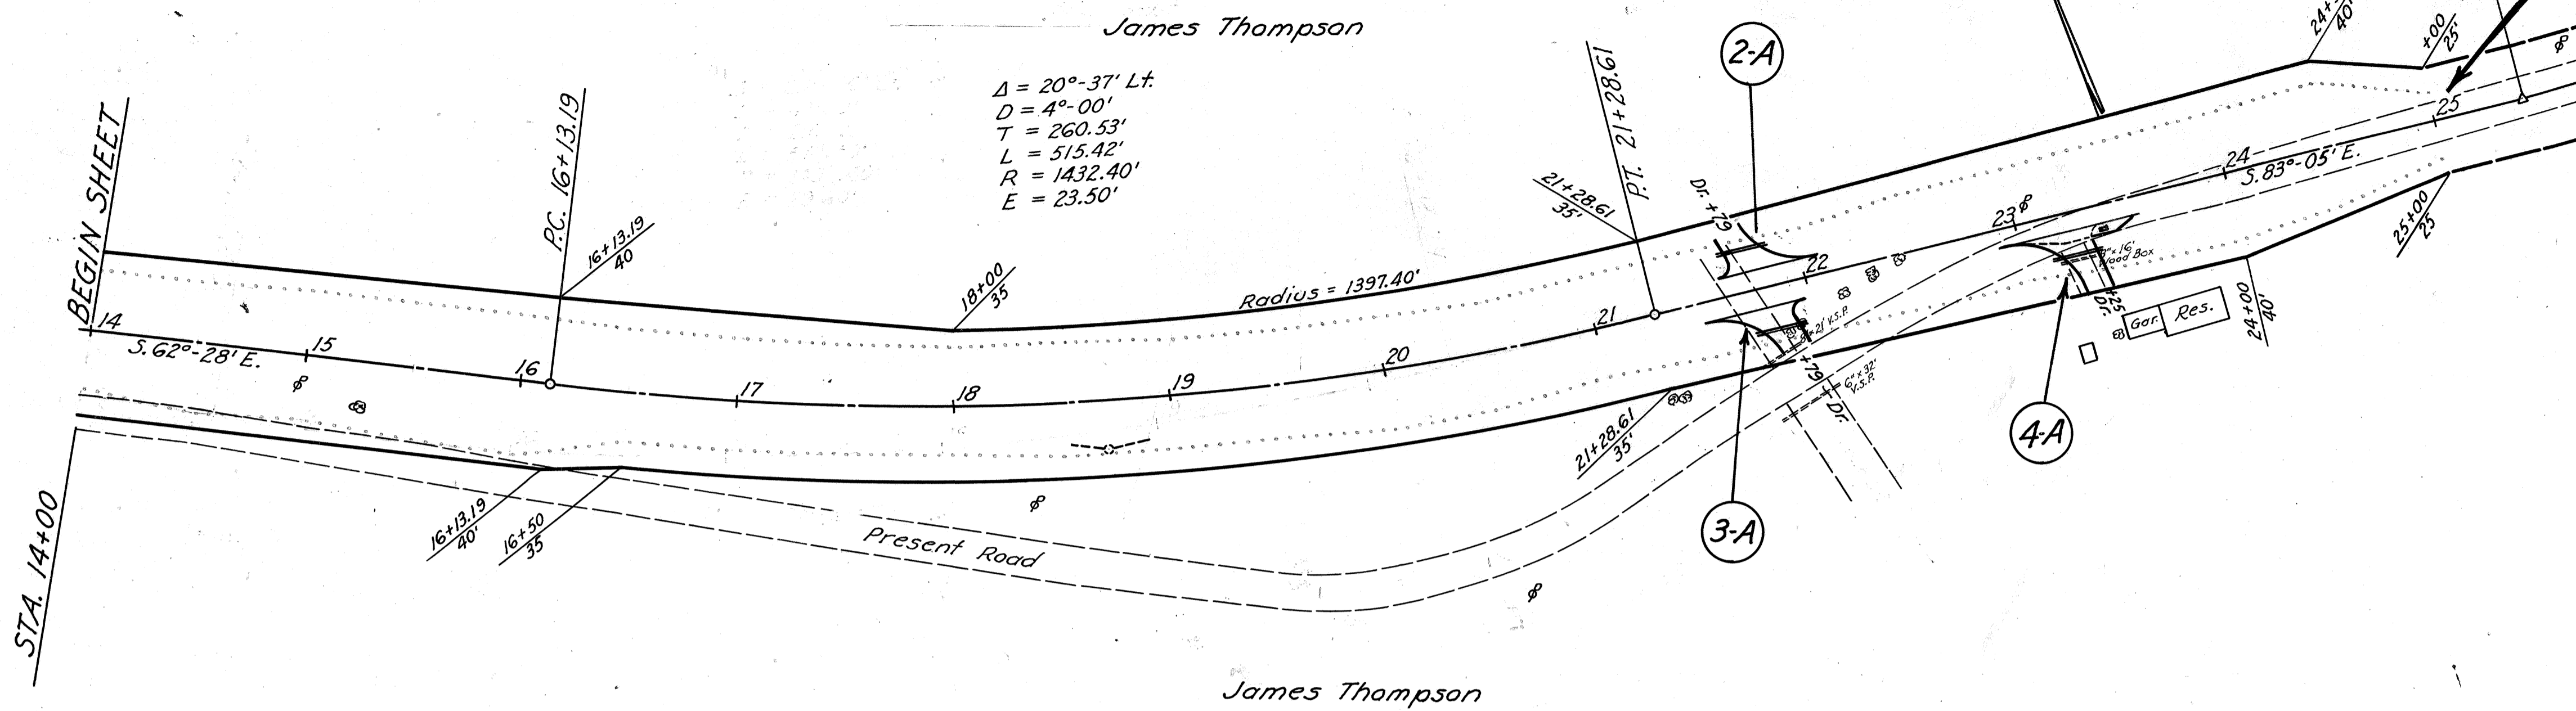 James Thompson
Δ = 20°-37' Lt.
D = 4°-00'
T = 260.53'
L = 515.42'
R = 1432.40'
E = 23.50'
BEGIN SHEET
STA. 14+00
P.C. 16+13.19
16+13.19
40
18+00
35
Radius = 1397.40'
21+28.61
35'
P.T. 21+28.61
2-A
Dr. +79
40'
+00
25'
14
15
16
17
18
19
20
21
22
23
24
25
S. 62°-28' E.
S. 83°-05' E.
16+13.19
40'
16+50
35
Present Road
21+28.61
35'
3-A
21' V.S.P.
+79
Dr.
6" x 32'
V.S.P.
4-A
x 16'
Wood Box
+25
Dr.
Gar.
Res.
24+00
40'
25+00
25
James Thompson